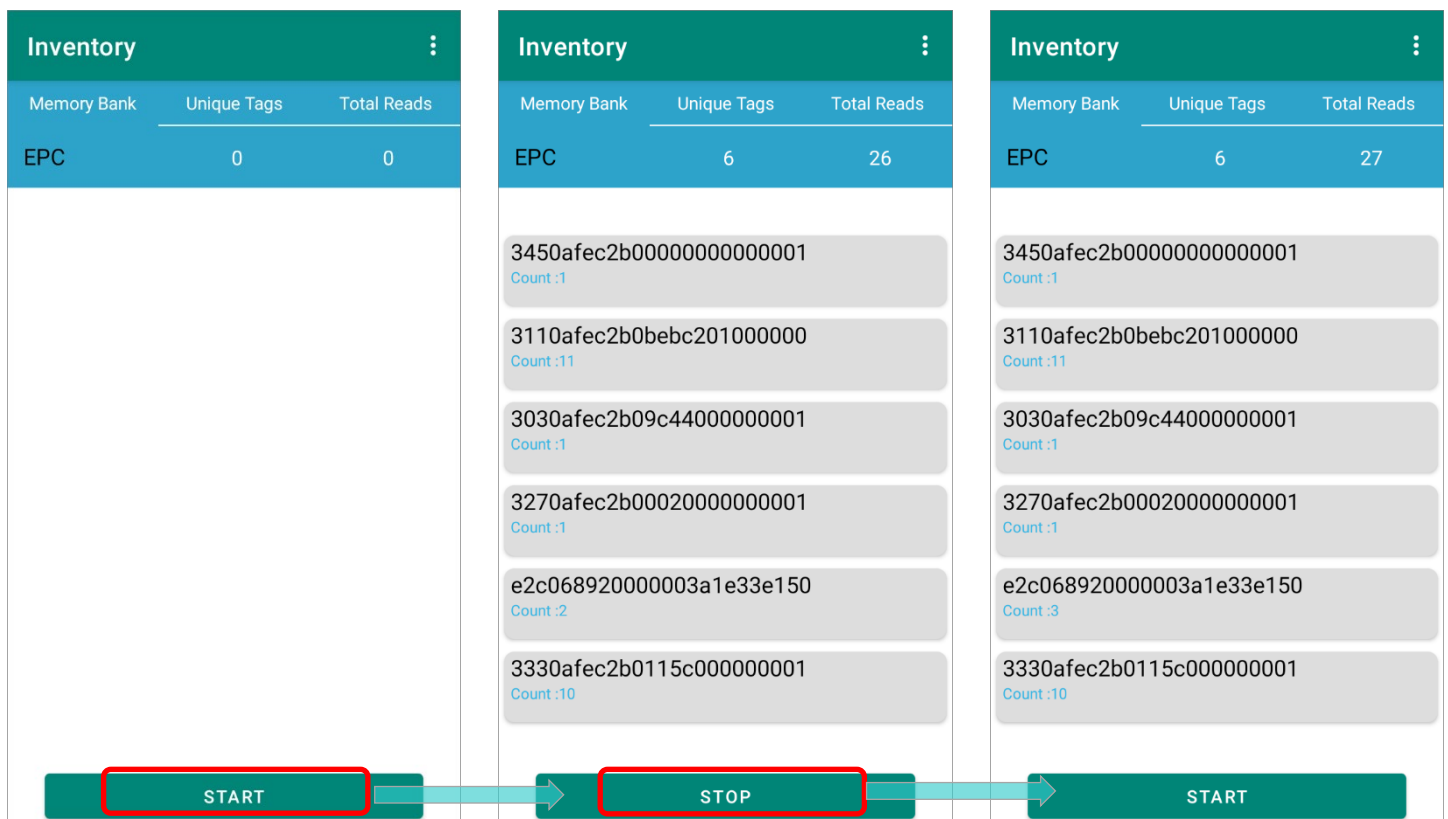 Inventory
Memory Bank Unique Tags Total Reads
EPC 0 0
START
Inventory
Memory Bank Unique Tags Total Reads
EPC 6 26
3450afec2b00000000000001
Count :1
3110afec2b0bebc201000000
Count :11
3030afec2b09c44000000001
Count :1
3270afec2b00020000000001
Count :1
e2c068920000003a1e33e150
Count :2
3330afec2b0115c000000001
Count :10
STOP
Inventory
Memory Bank Unique Tags Total Reads
EPC 6 27
3450afec2b00000000000001
Count :1
3110afec2b0bebc201000000
Count :11
3030afec2b09c44000000001
Count :1
3270afec2b00020000000001
Count :1
e2c068920000003a1e33e150
Count :3
3330afec2b0115c000000001
Count :10
START